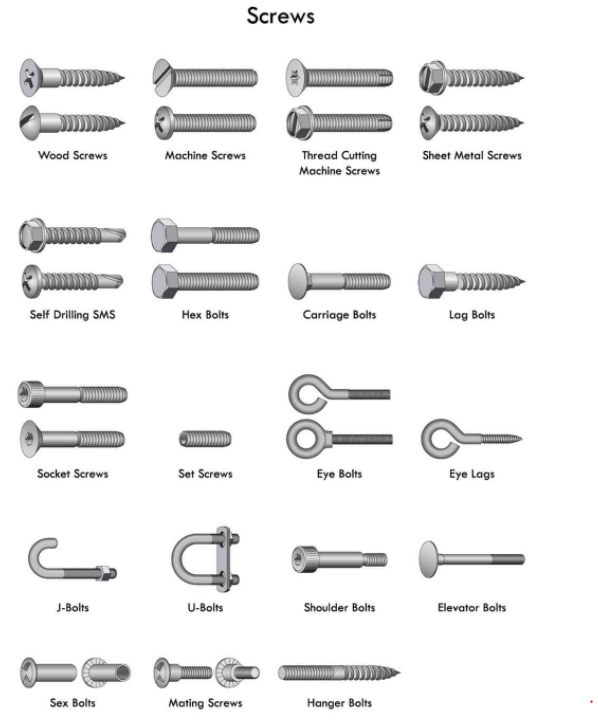 Screws
Wood Screws
Machine Screws
Thread Cutting
Machine Screws
Sheet Metal Screws
Self Drilling SMS
Hex Bolts
Carriage Bolts
Lag Bolts
Socket Screws
Set Screws
Eye Bolts
Eye Lags
J-Bolts
U-Bolts
Shoulder Bolts
Elevator Bolts
Sex Bolts
Mating Screws
Hanger Bolts